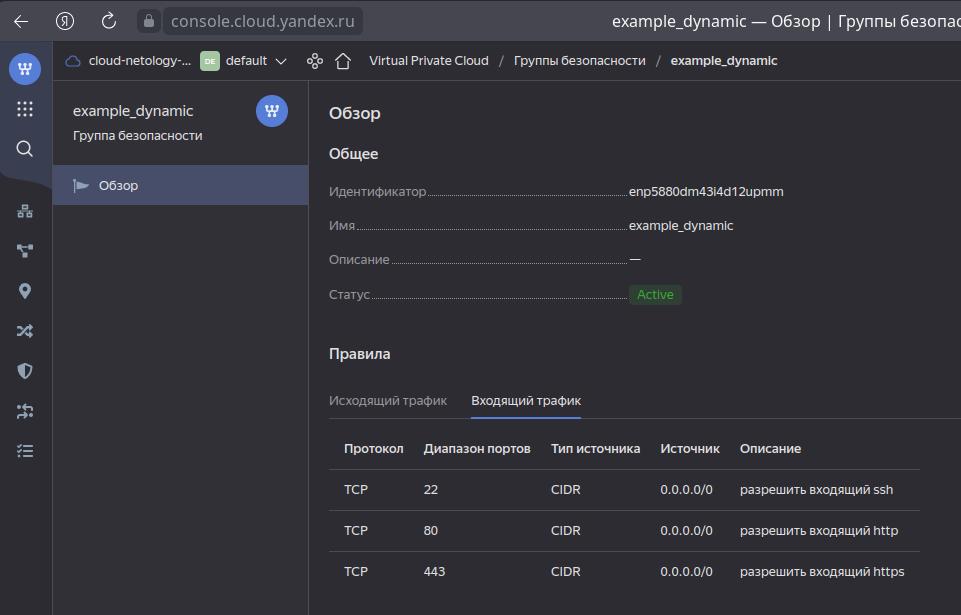 console.cloud.yandex.ru example_dynamic — Обзор | Группы безопас
cloud-netology-... DE default Virtual Private Cloud / Группы безопасности / example_dynamic
example_dynamic
Группа безопасности
Обзор
Обзор
Общее
Идентификатор enp5880dm43i4d12upmm
Имя example_dynamic
Описание —
Статус Active
Правила
Исходящий трафик Входящий трафик
Протокол Диапазон портов Тип источника Источник Описание
TCP 22 CIDR 0.0.0.0/0 разрешить входящий ssh
TCP 80 CIDR 0.0.0.0/0 разрешить входящий http
TCP 443 CIDR 0.0.0.0/0 разрешить входящий https